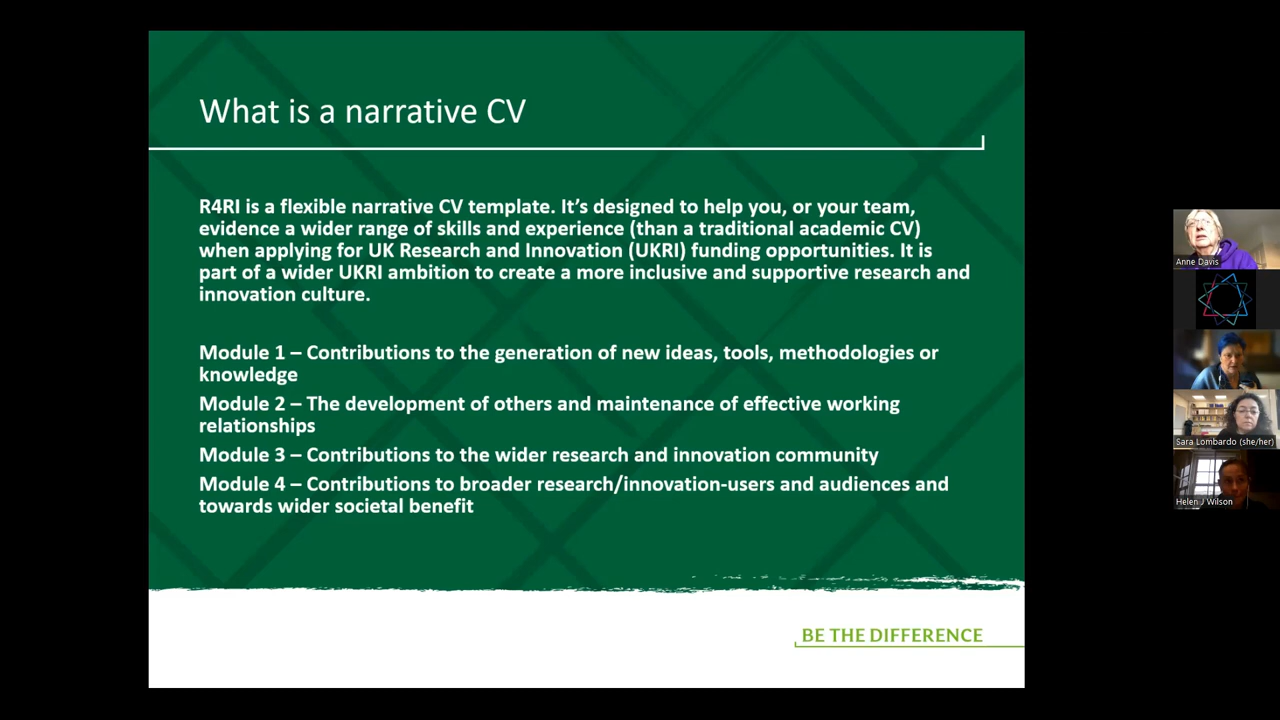 What is a narrative CV
R4RI is a flexible narrative CV template. It’s designed to help you, or your team,
evidence a wider range of skills and experience (than a traditional academic CV)
when applying for UK Research and Innovation (UKRI) funding opportunities. It is
part of a wider UKRI ambition to create a more inclusive and supportive research and
innovation culture.
Module 1 – Contributions to the generation of new ideas, tools, methodologies or
knowledge
Module 2 – The development of others and maintenance of effective working
relationships
Module 3 – Contributions to the wider research and innovation community
Module 4 – Contributions to broader research/innovation-users and audiences and
towards wider societal benefit
BE THE DIFFERENCE
Anne Davis
Sara Lombardo (she/her)
Helen J Wilson